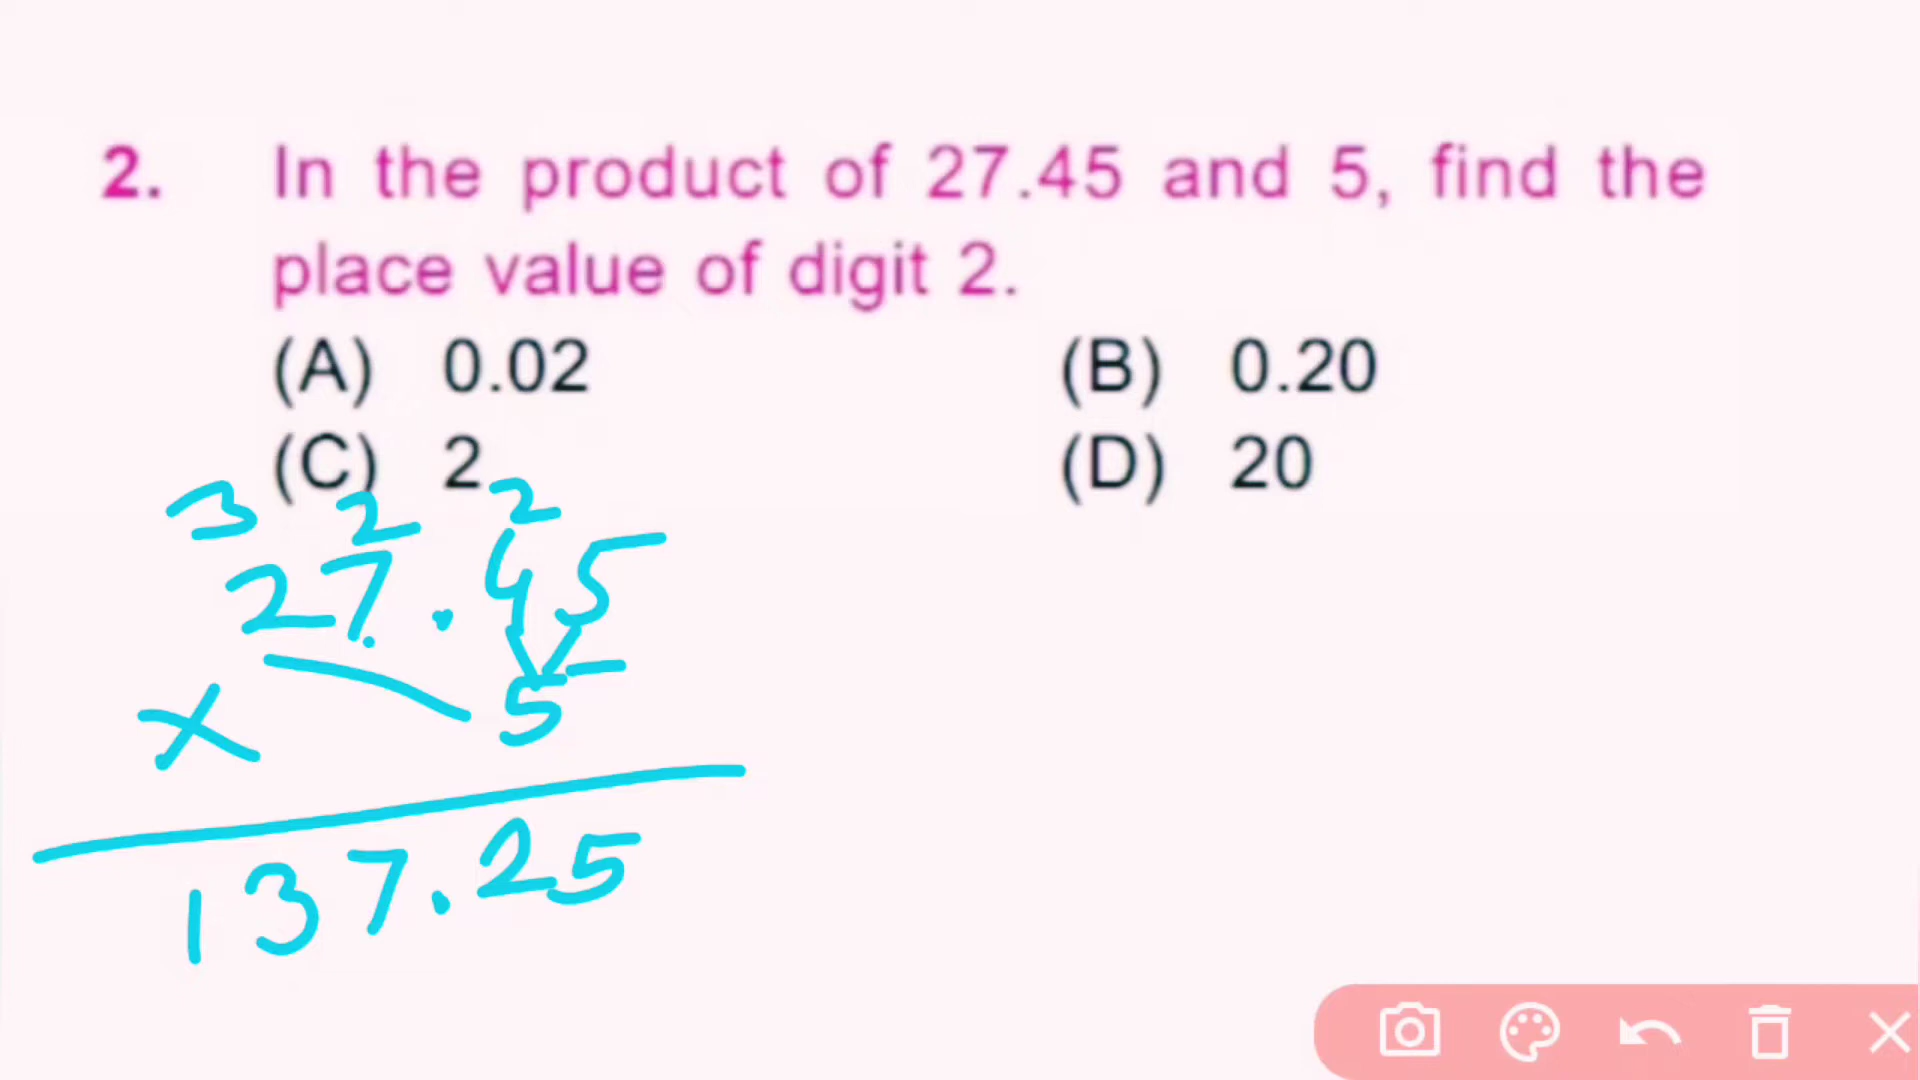 2. In the product of 27.45 and 5, find the
place value of digit 2.
(A) 0.02 (B) 0.20
(C) 2 (D) 20
3 2 2
27.45
× 5
137.25